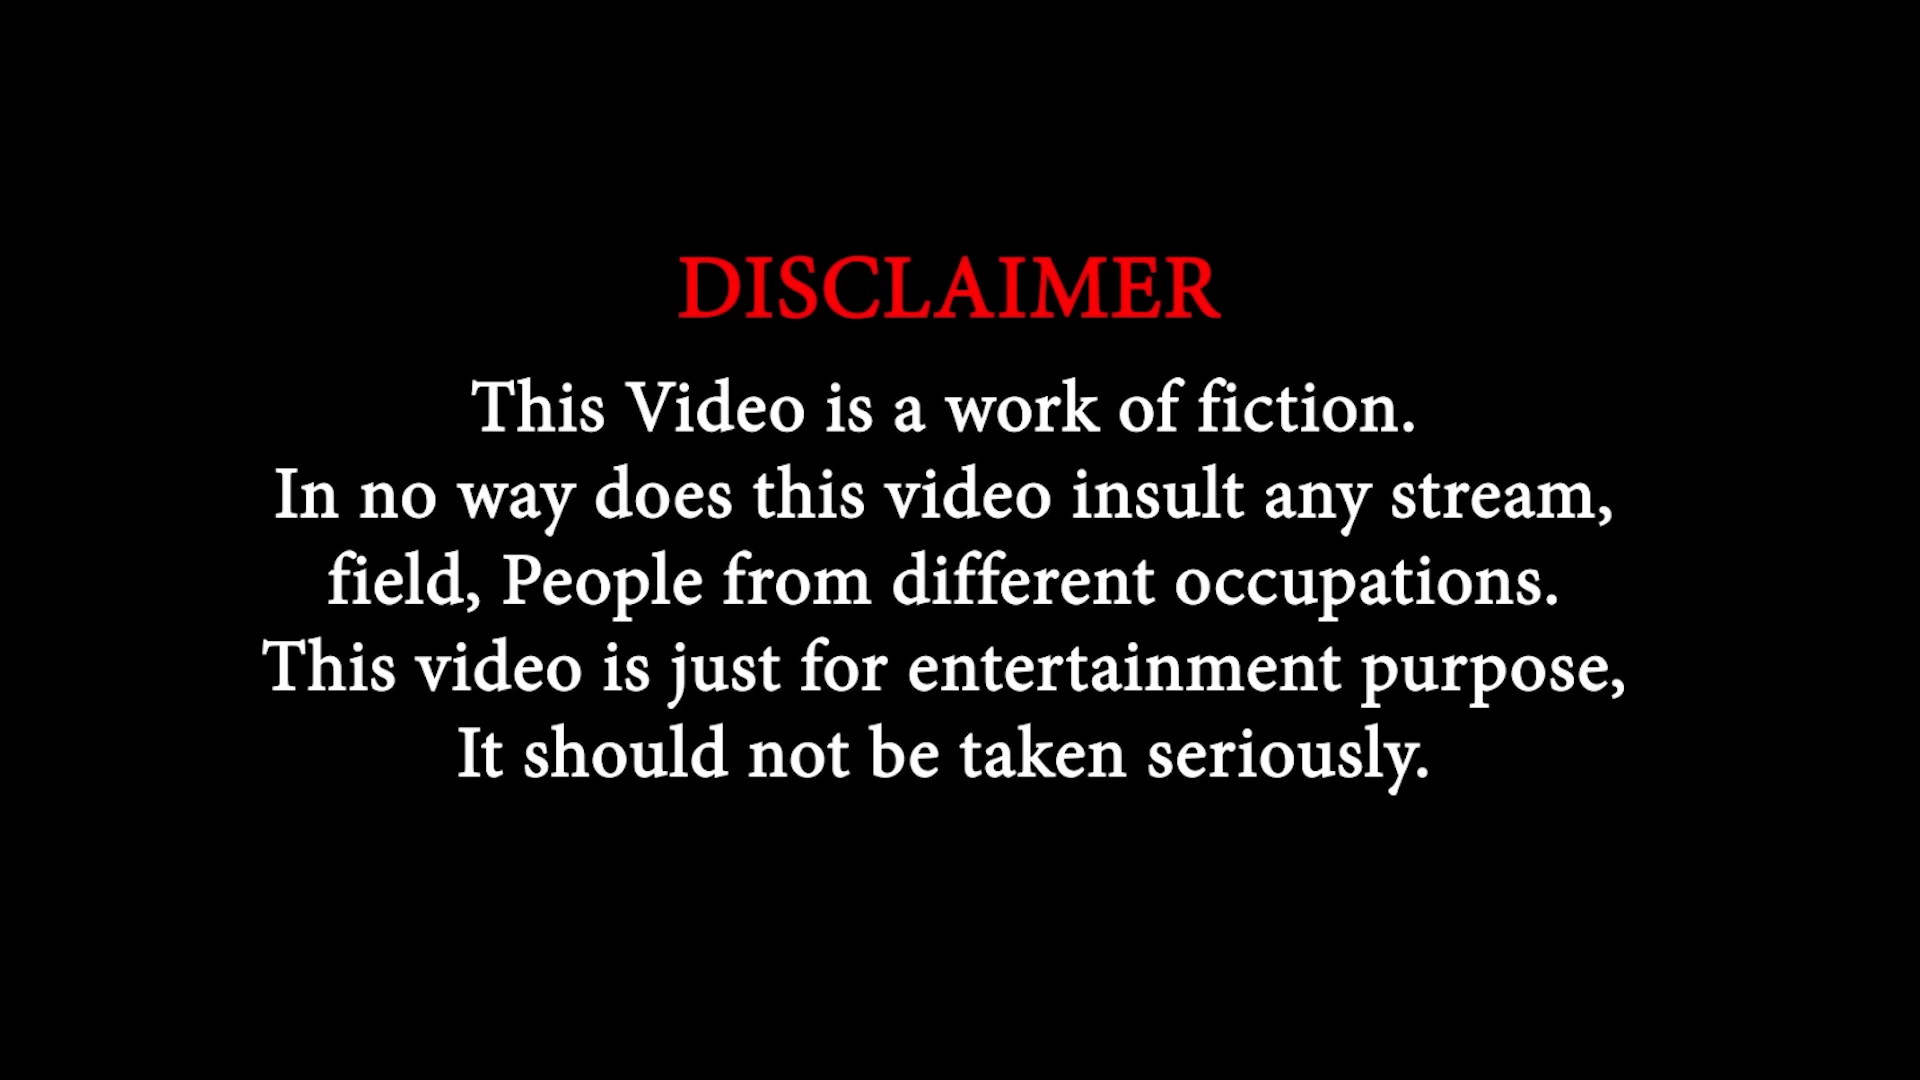 DISCLAIMER
This Video is a work of fiction.
In no way does this video insult any stream,
field, People from different occupations.
This video is just for entertainment purpose,
It should not be taken seriously.